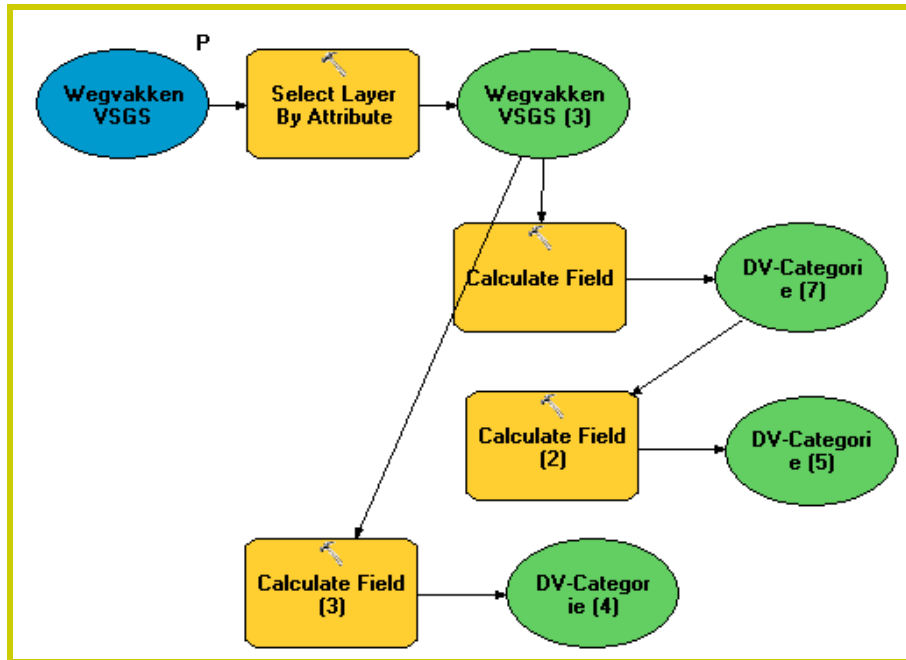 P
Wegvakken
VSGS
Select Layer
By Attribute
Wegvakken
VSGS (3)
Calculate Field
DV-Categori
e (7)
Calculate Field
(2)
DV-Categori
e (5)
Calculate Field
(3)
DV-Categor
ie (4)